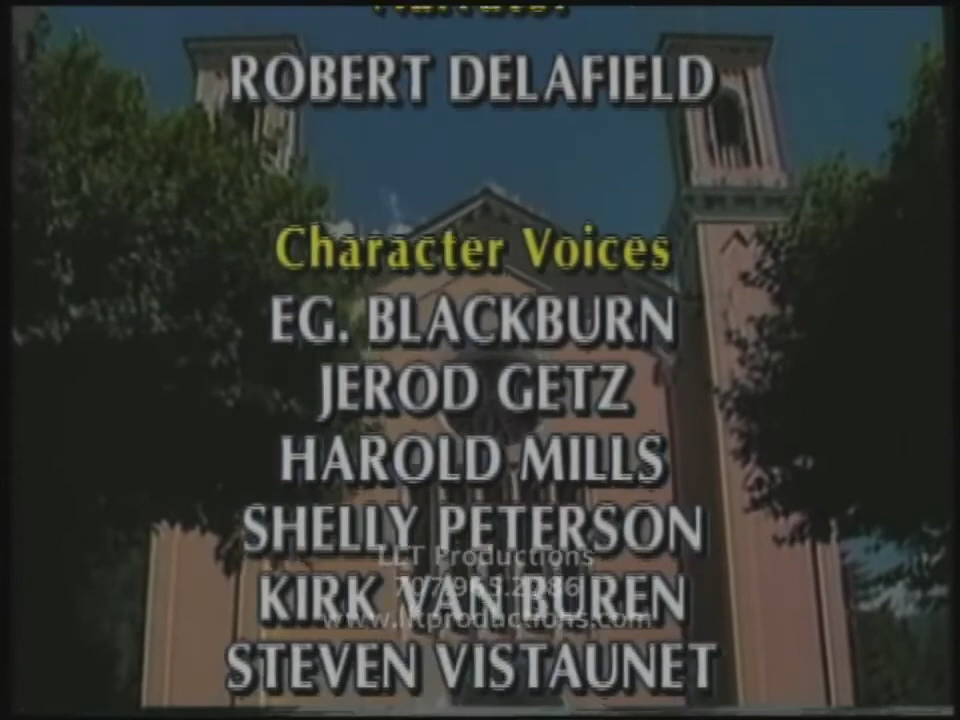 Narrator
ROBERT DELAFIELD
Character Voices
EG. BLACKBURN
JEROD GETZ
HAROLD MILLS
SHELLY PETERSON
LLT Productions
KIRK VAN BUREN
www.lltproductions.com
STEVEN VISTAUNET